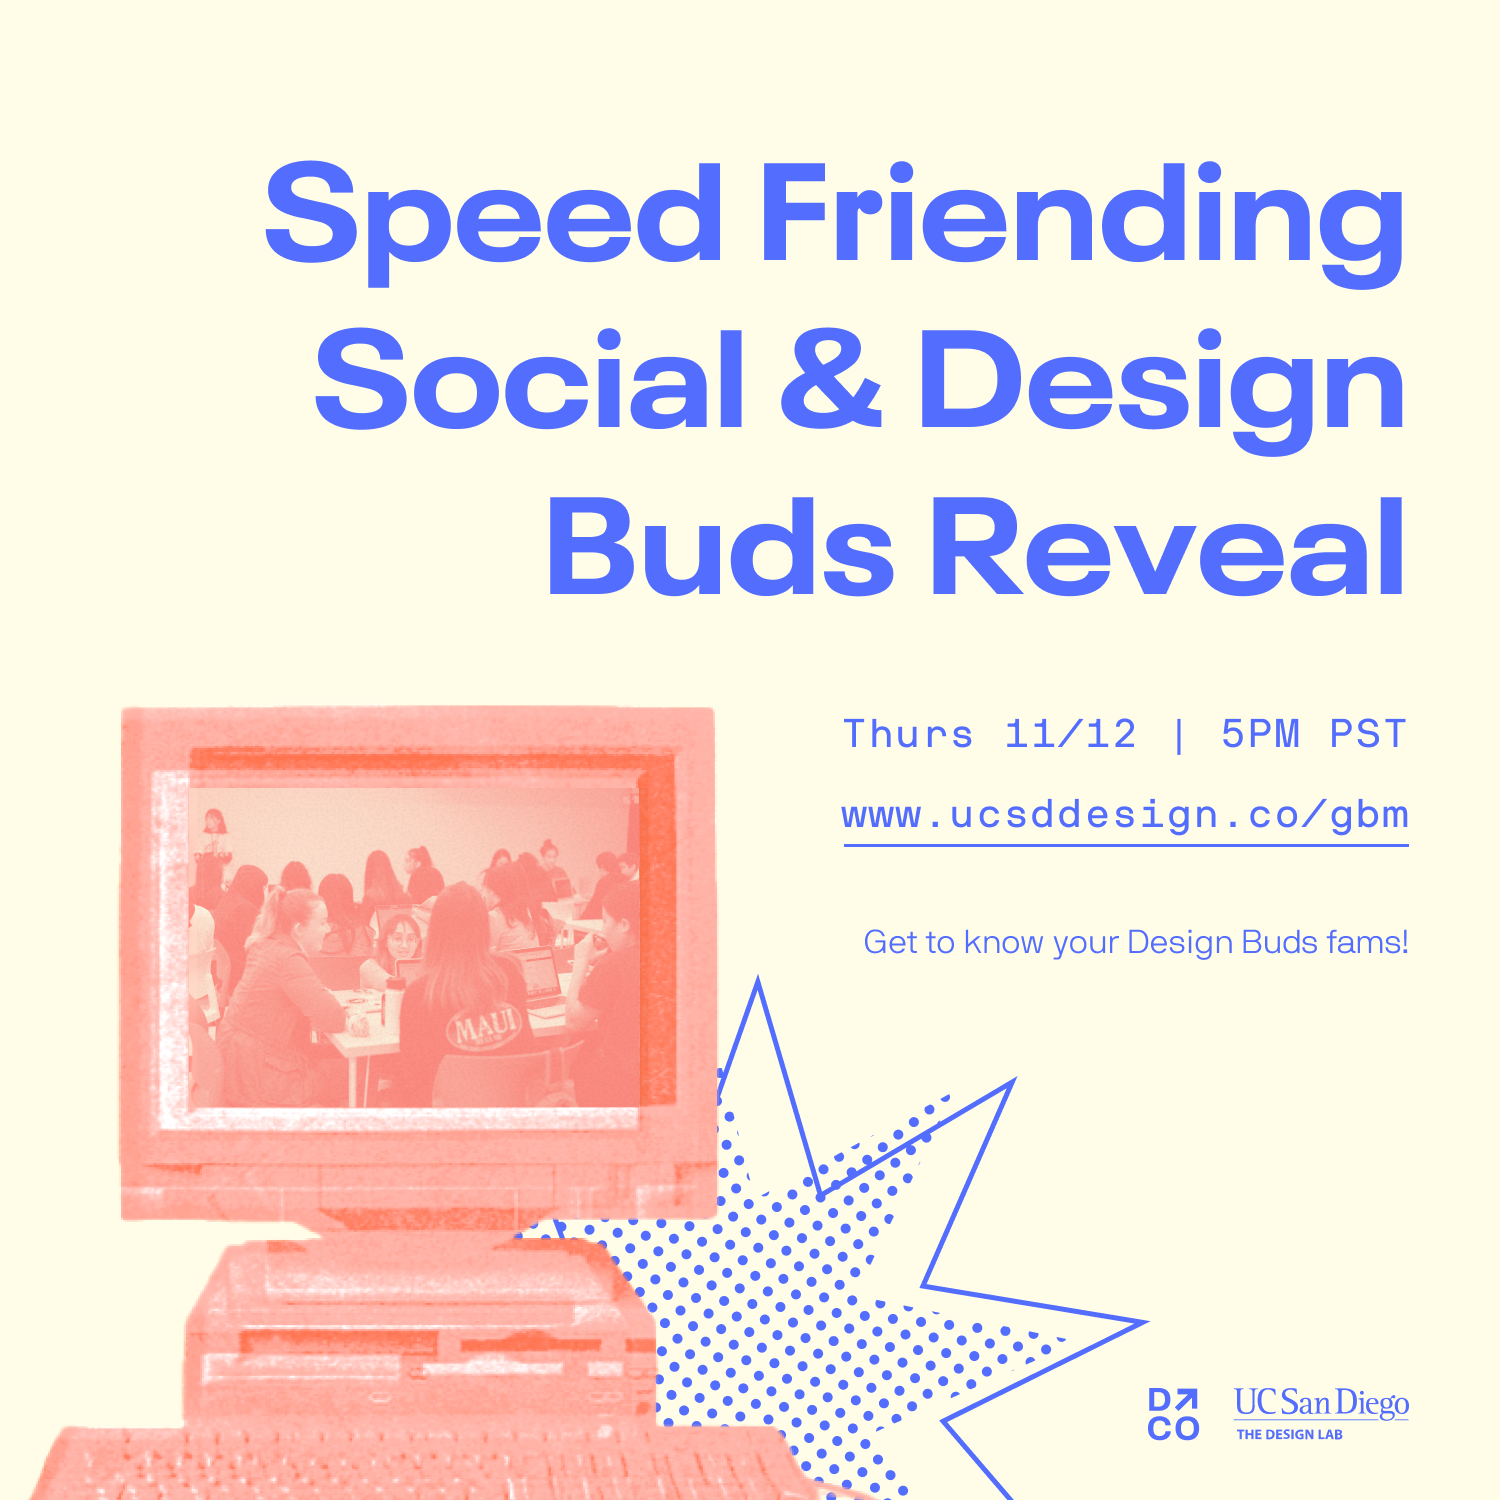 Speed Friending
Social & Design
Buds Reveal
Thurs 11/12 | 5PM PST
www.ucsddesign.co/gbm
Get to know your Design Buds fams!
MAUI
D↗
CO
UC San Diego
THE DESIGN LAB